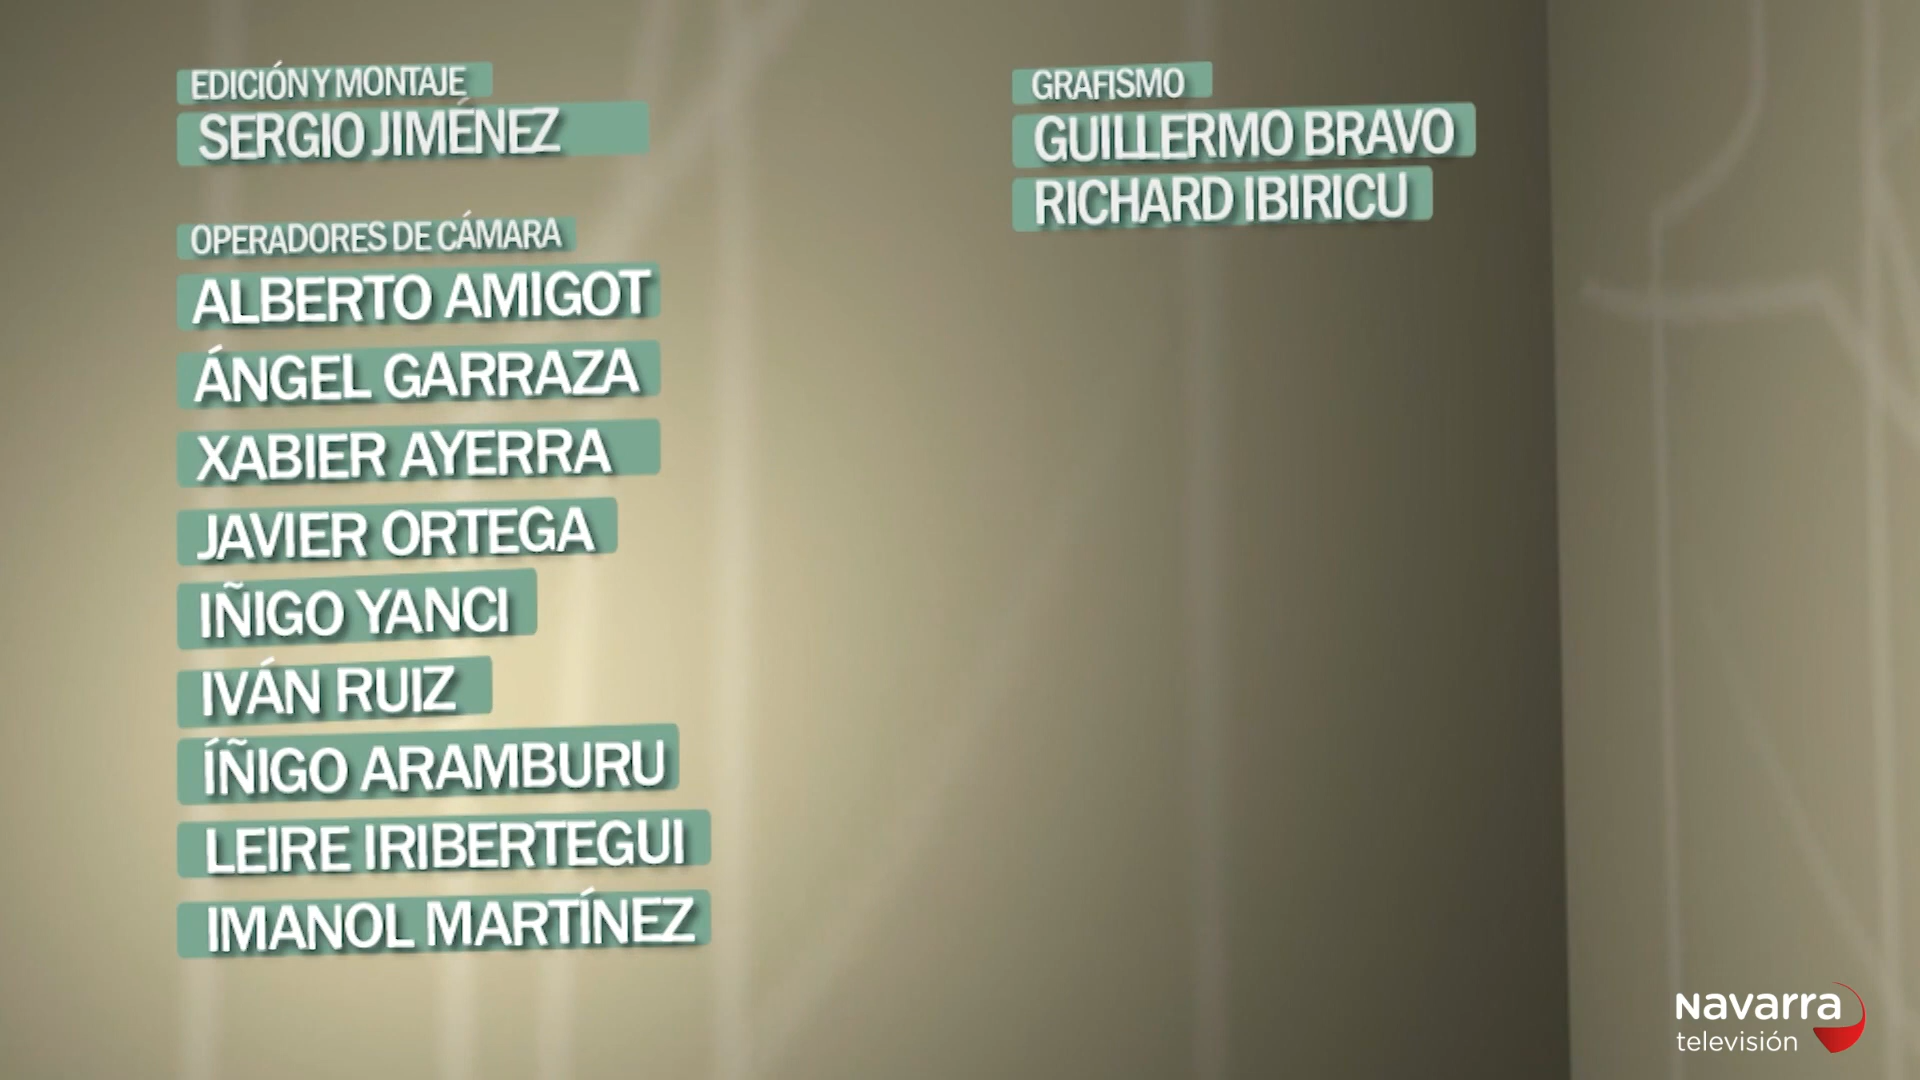 EDICIÓN Y MONTAJE
SERGIO JIMÉNEZ
OPERADORES DE CÁMARA
ALBERTO AMIGOT
ÁNGEL GARRAZA
XABIER AYERRA
JAVIER ORTEGA
IÑIGO YANCI
IVÁN RUIZ
ÍÑIGO ARAMBURU
LEIRE IRIBERTEGUI
IMANOL MARTÍNEZ
GRAFISMO
GUILLERMO BRAVO
RICHARD IBIRICU
Navarra
televisión